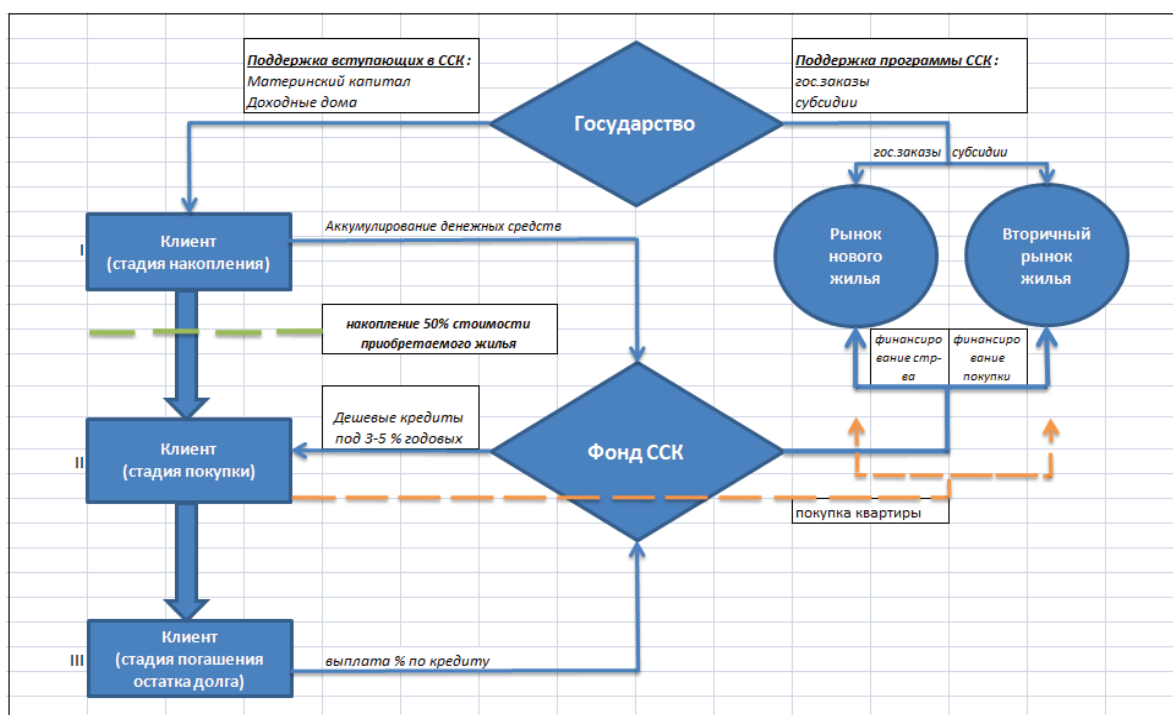 Поддержка вступающих в ССК :
Материнский капитал
Доходные дома
Государство
Поддержка программы ССК :
гос.заказы
субсидии
гос.заказы
субсидии
I
Клиент
(стадия накопления)
Аккумулирование денежных средств
Рынок
нового
жилья
Вторичный
рынок
жилья
накопление 50% стоимости
приобретаемого жилья
финансиро
вание стр-
ва
финансиро
вание
покупки
II
Клиент
(стадия покупки)
Дешевые кредиты
под 3-5 % годовых
Фонд ССК
покупка квартиры
III
Клиент
(стадия погашения
остатка долга)
выплата % по кредиту